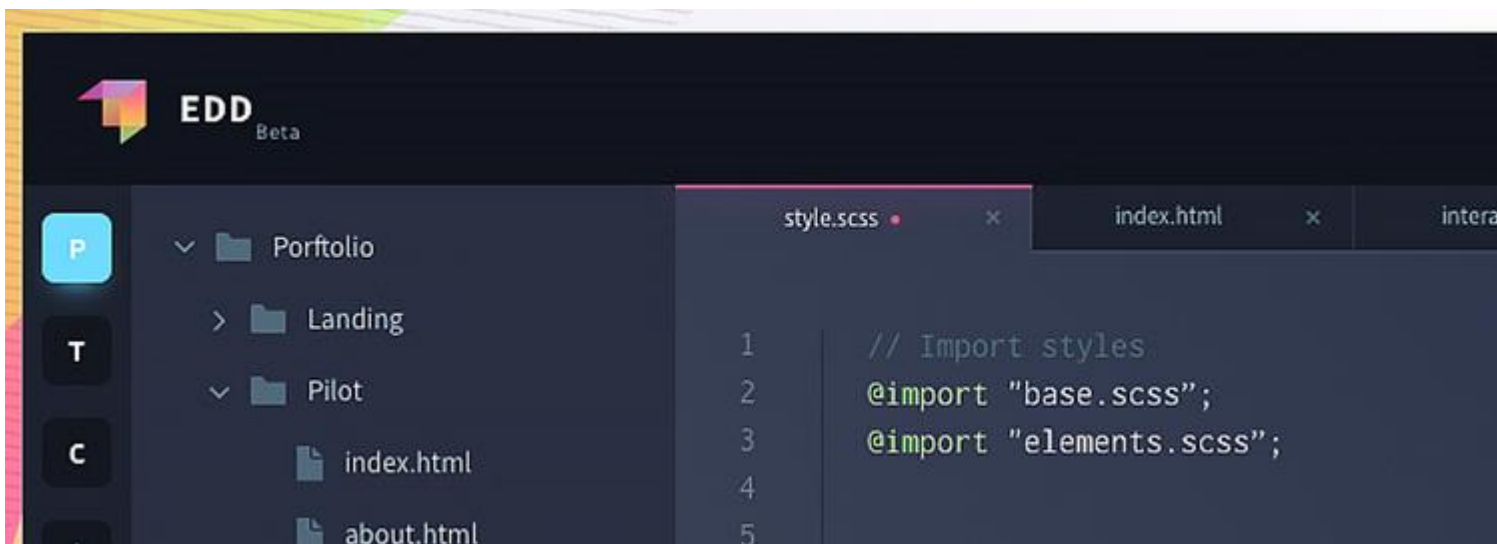 EDD Beta
P
T
C
Porftolio
Landing
Pilot
index.html
about.html
style.scss
index.html
intera
1 // Import styles
2 @import "base.scss”;
3 @import "elements.scss”;
4
5